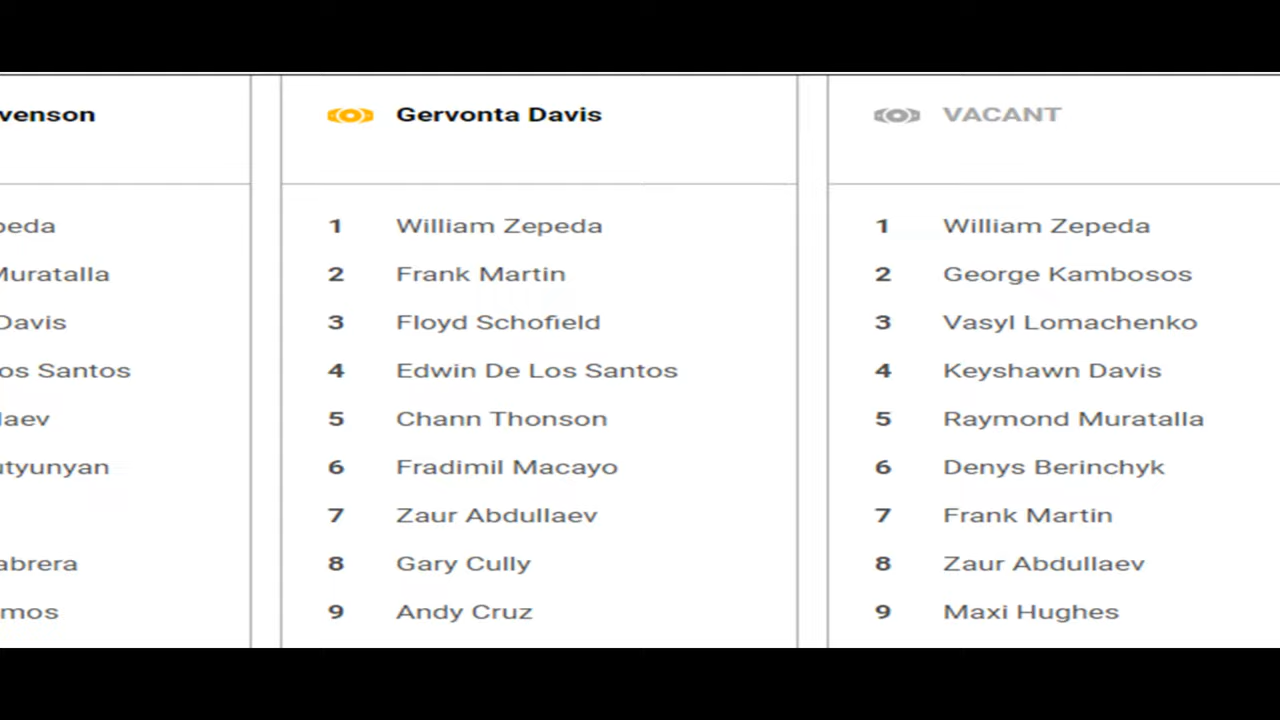 venson
Gervonta Davis
VACANT
peda
1 William Zepeda
1 William Zepeda
Muratalla
2 Frank Martin
2 George Kambosos
Davis
3 Floyd Schofield
3 Vasyl Lomachenko
os Santos
4 Edwin De Los Santos
4 Keyshawn Davis
laev
5 Chann Thonson
5 Raymond Muratalla
utyunyan
6 Fradimil Macayo
6 Denys Berinchyk
7 Zaur Abdullaev
7 Frank Martin
abrera
8 Gary Cully
8 Zaur Abdullaev
mos
9 Andy Cruz
9 Maxi Hughes